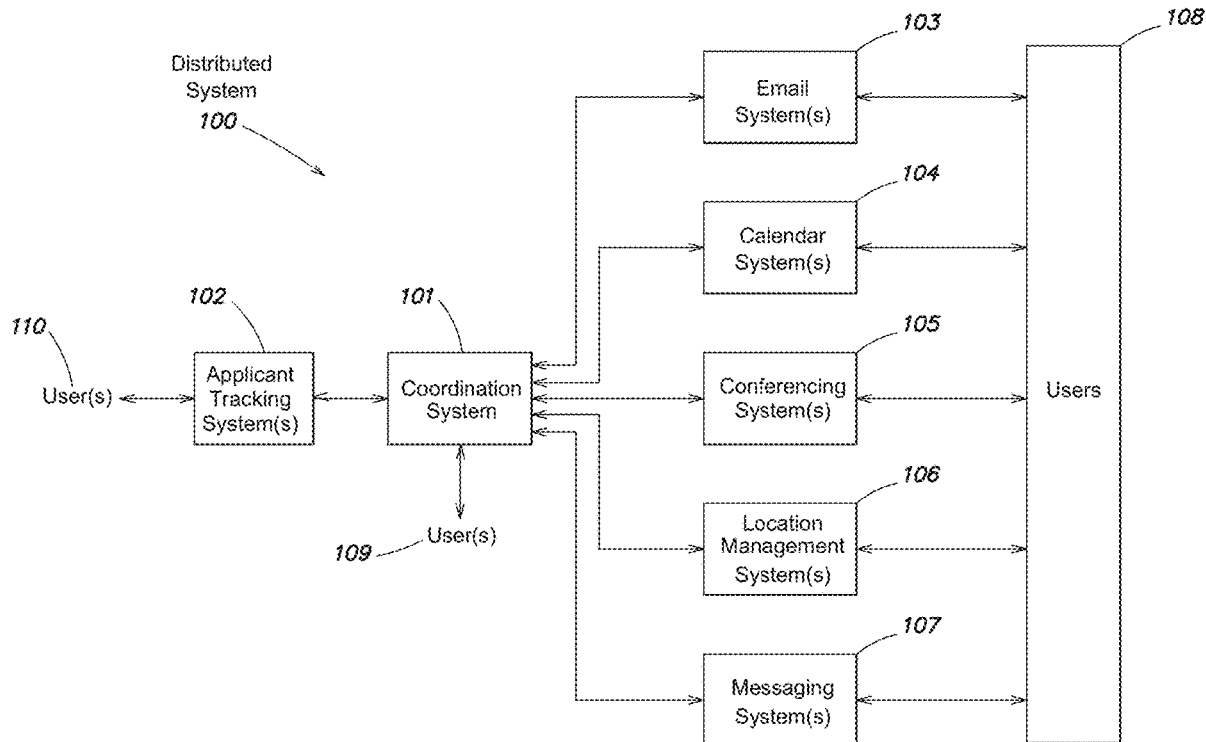 Distributed
System
100
103
Email
System(s)
108
104
Calendar
System(s)
110
User(s)
102
Applicant
Tracking
System(s)
101
Coordination
System
109
User(s)
105
Conferencing
System(s)
Users
106
Location
Management
System(s)
107
Messaging
System(s)